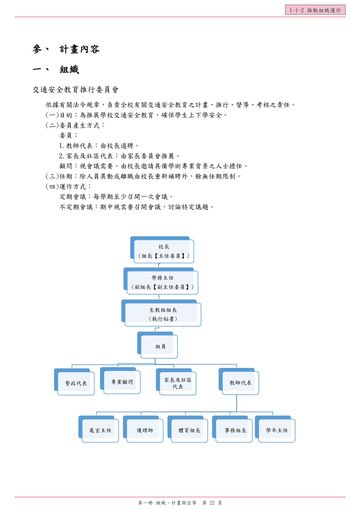 1-1-2 推動組織運作
參、 計畫內容
一、 組織
交通安全教育推行委員會
依據有關法令規章，負責全校有關交通安全教育之計畫、推行、督導、考核之責任。
(一)目的：為推展學校交通安全教育，確保學生上下學安全。
(二)委員產生方式：
委員：
1.教師代表：由校長遴聘。
2.家長及社區代表：由家長委員會推薦。
顧問：視會議需要，由校長邀請具備學術專業背景之人士擔任。
(三)任期：除人員異動或離職由校長重新補聘外，餘無任期限制。
(四)運作方式：
定期會議：每學期至少召開一次會議。
不定期會議：期中視需要召開會議，討論特定議題。
校長
(組長【主任委員】)
學務主任
(副組長【副主任委員】)
生教組組長
(執行秘書)
組員
警政代表
專業顧問
家長及社區
代表
教師代表
處室主任
護理師
體育組長
事務組長
學年主任
第一時 組織、計畫與宣導 第 22 頁